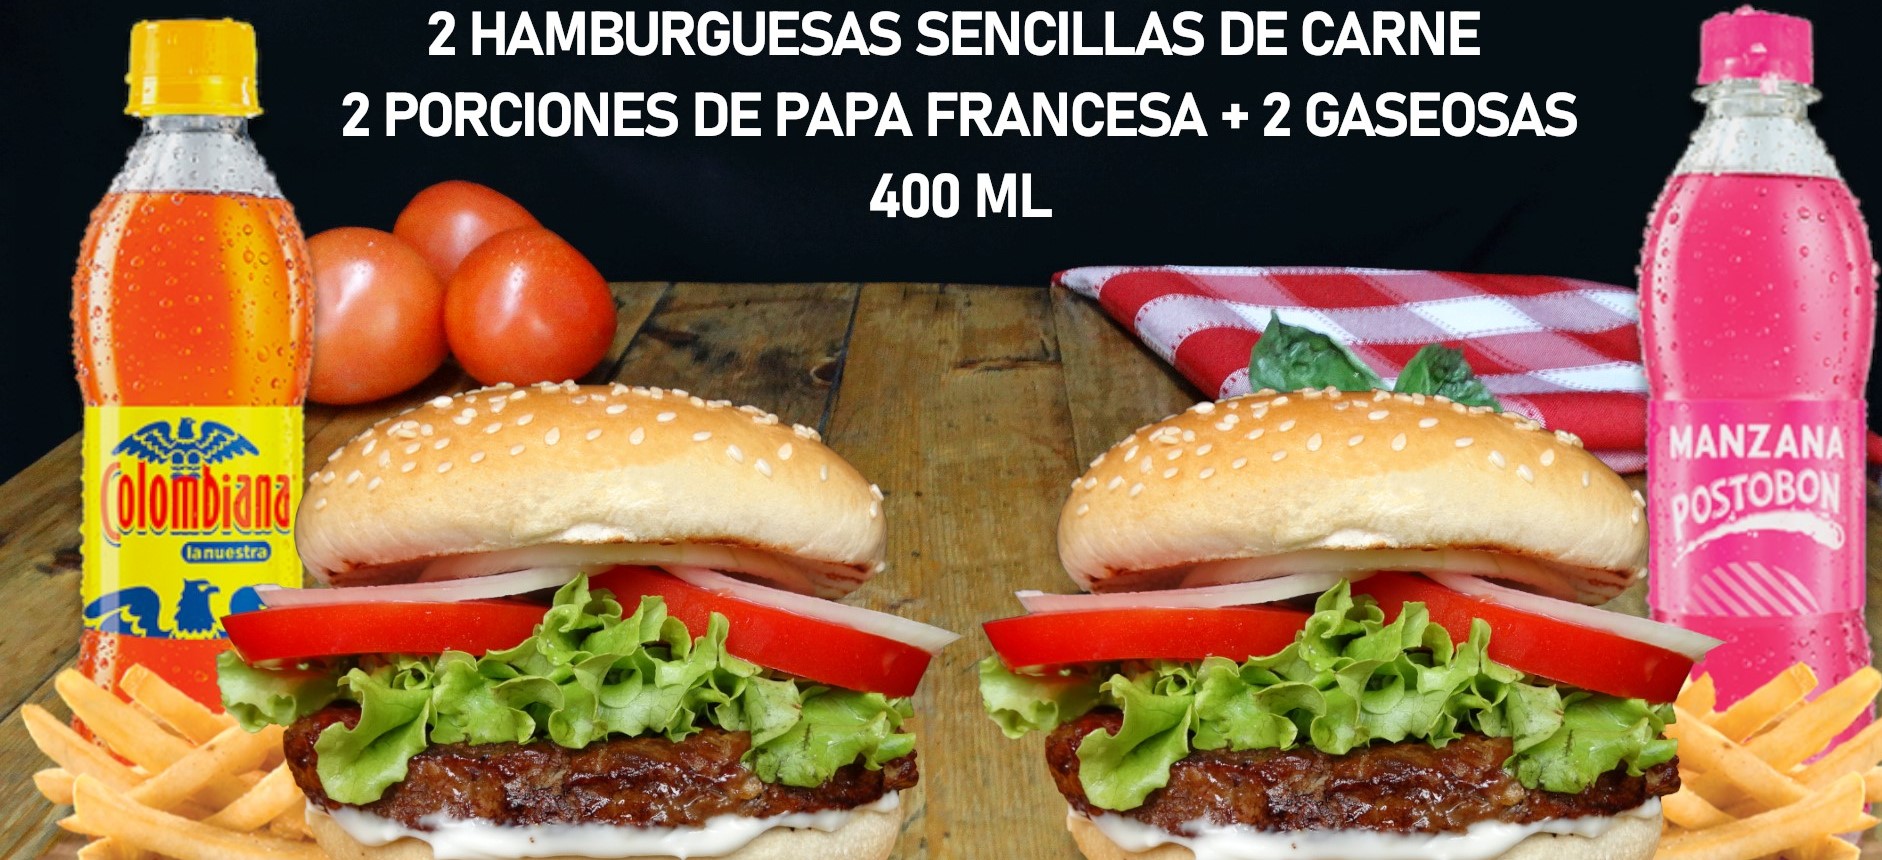 2 HAMBURGUESAS SENCILLAS DE CARNE
2 PORCIONES DE PAPA FRANCESA + 2 GASEOSAS
400 ML
Colombiana
la nuestra
MANZANA
POSTOBON